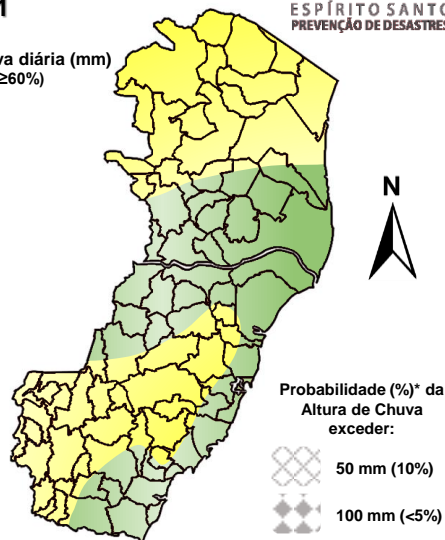 ESPÍRITO SANTO
PREVENÇÃO DE DESASTRES
va diária (mm)
≥60%)
N
Probabilidade (%)* da
Altura de Chuva
exceder:
50 mm (10%)
100 mm (<5%)